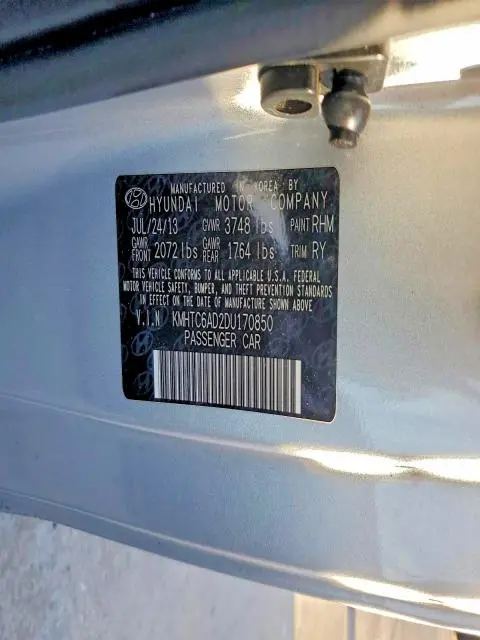 MANUFACTURED IN KOREA BY
HYUNDAI MOTOR COMPANY
JUL/24/13 GVWR 3748 lbs PAINT RHM
GAWR FRONT 2072 lbs GAWR REAR 1764 lbs TRIM RY
THIS VEHICLE CONFORMS TO ALL APPLICABLE U.S.A. FEDERAL
MOTOR VEHICLE SAFETY, BUMPER, AND THEFT PREVENTION STANDARDS
IN EFFECT ON THE DATE OF MANUFACTURE SHOWN ABOVE
V.I.N KMHTC6AD2DU170850
PASSENGER CAR